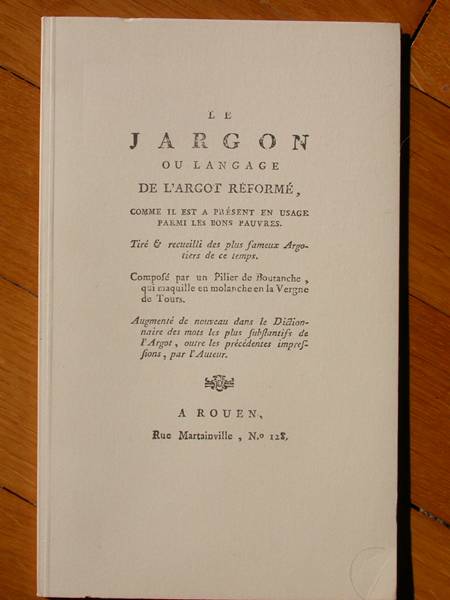 LE
JARGON
OU LANGAGE
DE L'ARGOT RÉFORMÉ,
COMME IL EST A PRÉSENT EN USAGE
PARMI LES BONS PAUVRES.
Tiré & recueilli des plus fameux Argo-
tiers de ce temps.
Composé par un Pilier de Boutanche,
qui maquille en molanche en la Vergne
de Tours.
Augmenté de nouveau dans le Diction-
naire des mots les plus ſubſtantifs de
l'Argot, outre les précédentes impreſ-
ſions, par l'Auteur.
A ROUEN,
Rue Martainville, N.o 128.